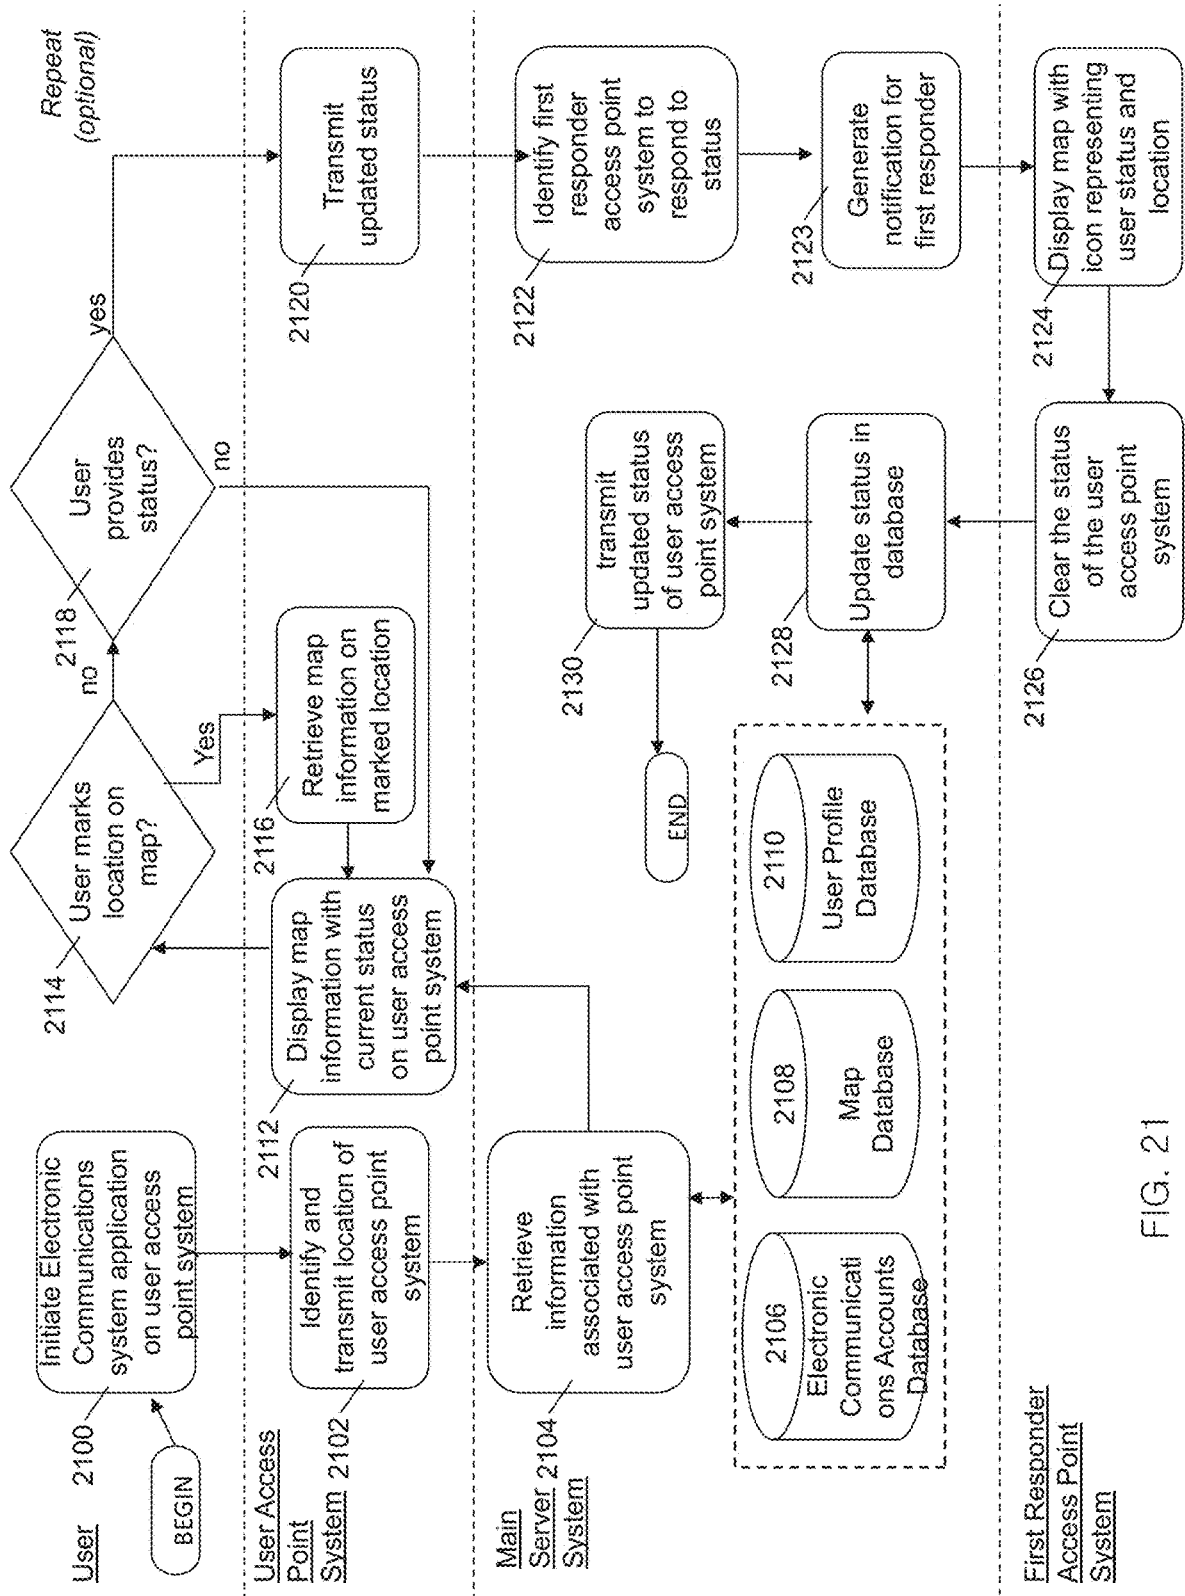 User
BEGIN
2100
Initiate Electronic
Communications
system application
on user access
point system
2114
User marks
location on
map?
Yes
no
2118
User
provides
status?
yes
no
Repeat
(optional)
User Access
Point
System
2102
Identify and
transmit location of
user access point
system
2112
Display map
information with
current status
on user access
point system
2116
Retrieve map
information on
marked location
2120
Transmit
updated status
Main
Server
System
2104
Retrieve
information
associated with
user access point
system
2106
Electronic
Communicati
ons Accounts
Database
2108
Map
Database
2110
User Profile
Database
END
2130
transmit
updated status
of user access
point system
2128
Update status in
database
2122
Identify first
responder
access point
system to
respond to
status
2123
Generate
notification for
first responder
First Responder
Access Point
System
2126
Clear the status
of the user
access point
system
2124
Display map with
icon representing
user status and
location
FIG. 21